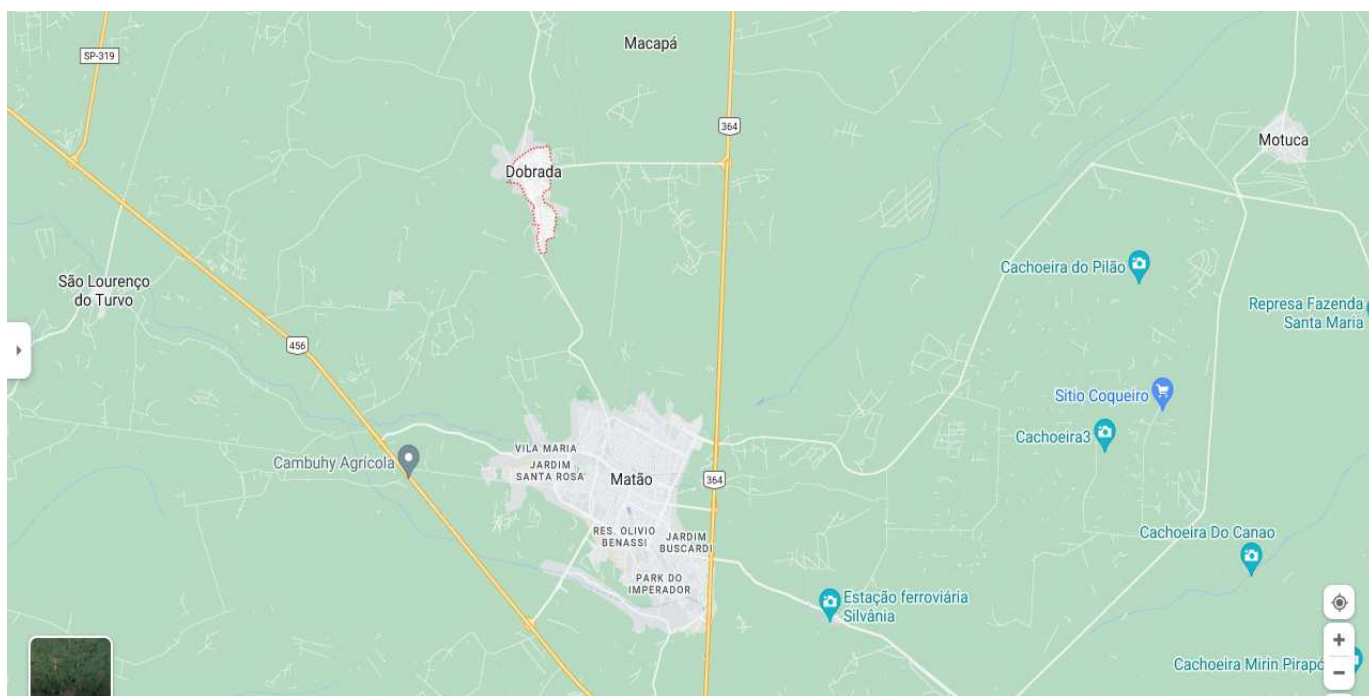 Macapá
SP-319
364
Motuca
Dobrada
Cachoeira do Pilão
São Lourenço
do Turvo
Represa Fazenda
Santa Maria
456
Sitio Coqueiro
Cachoeira3
VILA MARIA
JARDIM
SANTA ROSA
Cambuhy Agrícola
Matão
364
RES. OLIVIO
BENASSI
JARDIM
BUSCARDI
Cachoeira Do Canao
PARK DO
IMPERADOR
Estação ferroviária
Silvânia
+
Cachoeira Mirin Pirapó
−